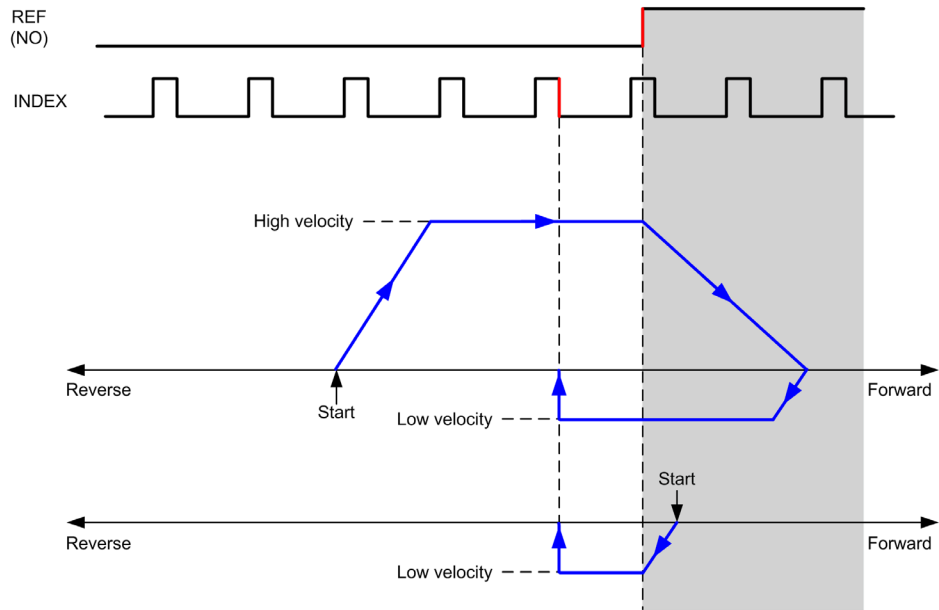 REF
(NO)
INDEX
High velocity
Reverse
Forward
Start
Low velocity
Start
Reverse
Forward
Low velocity